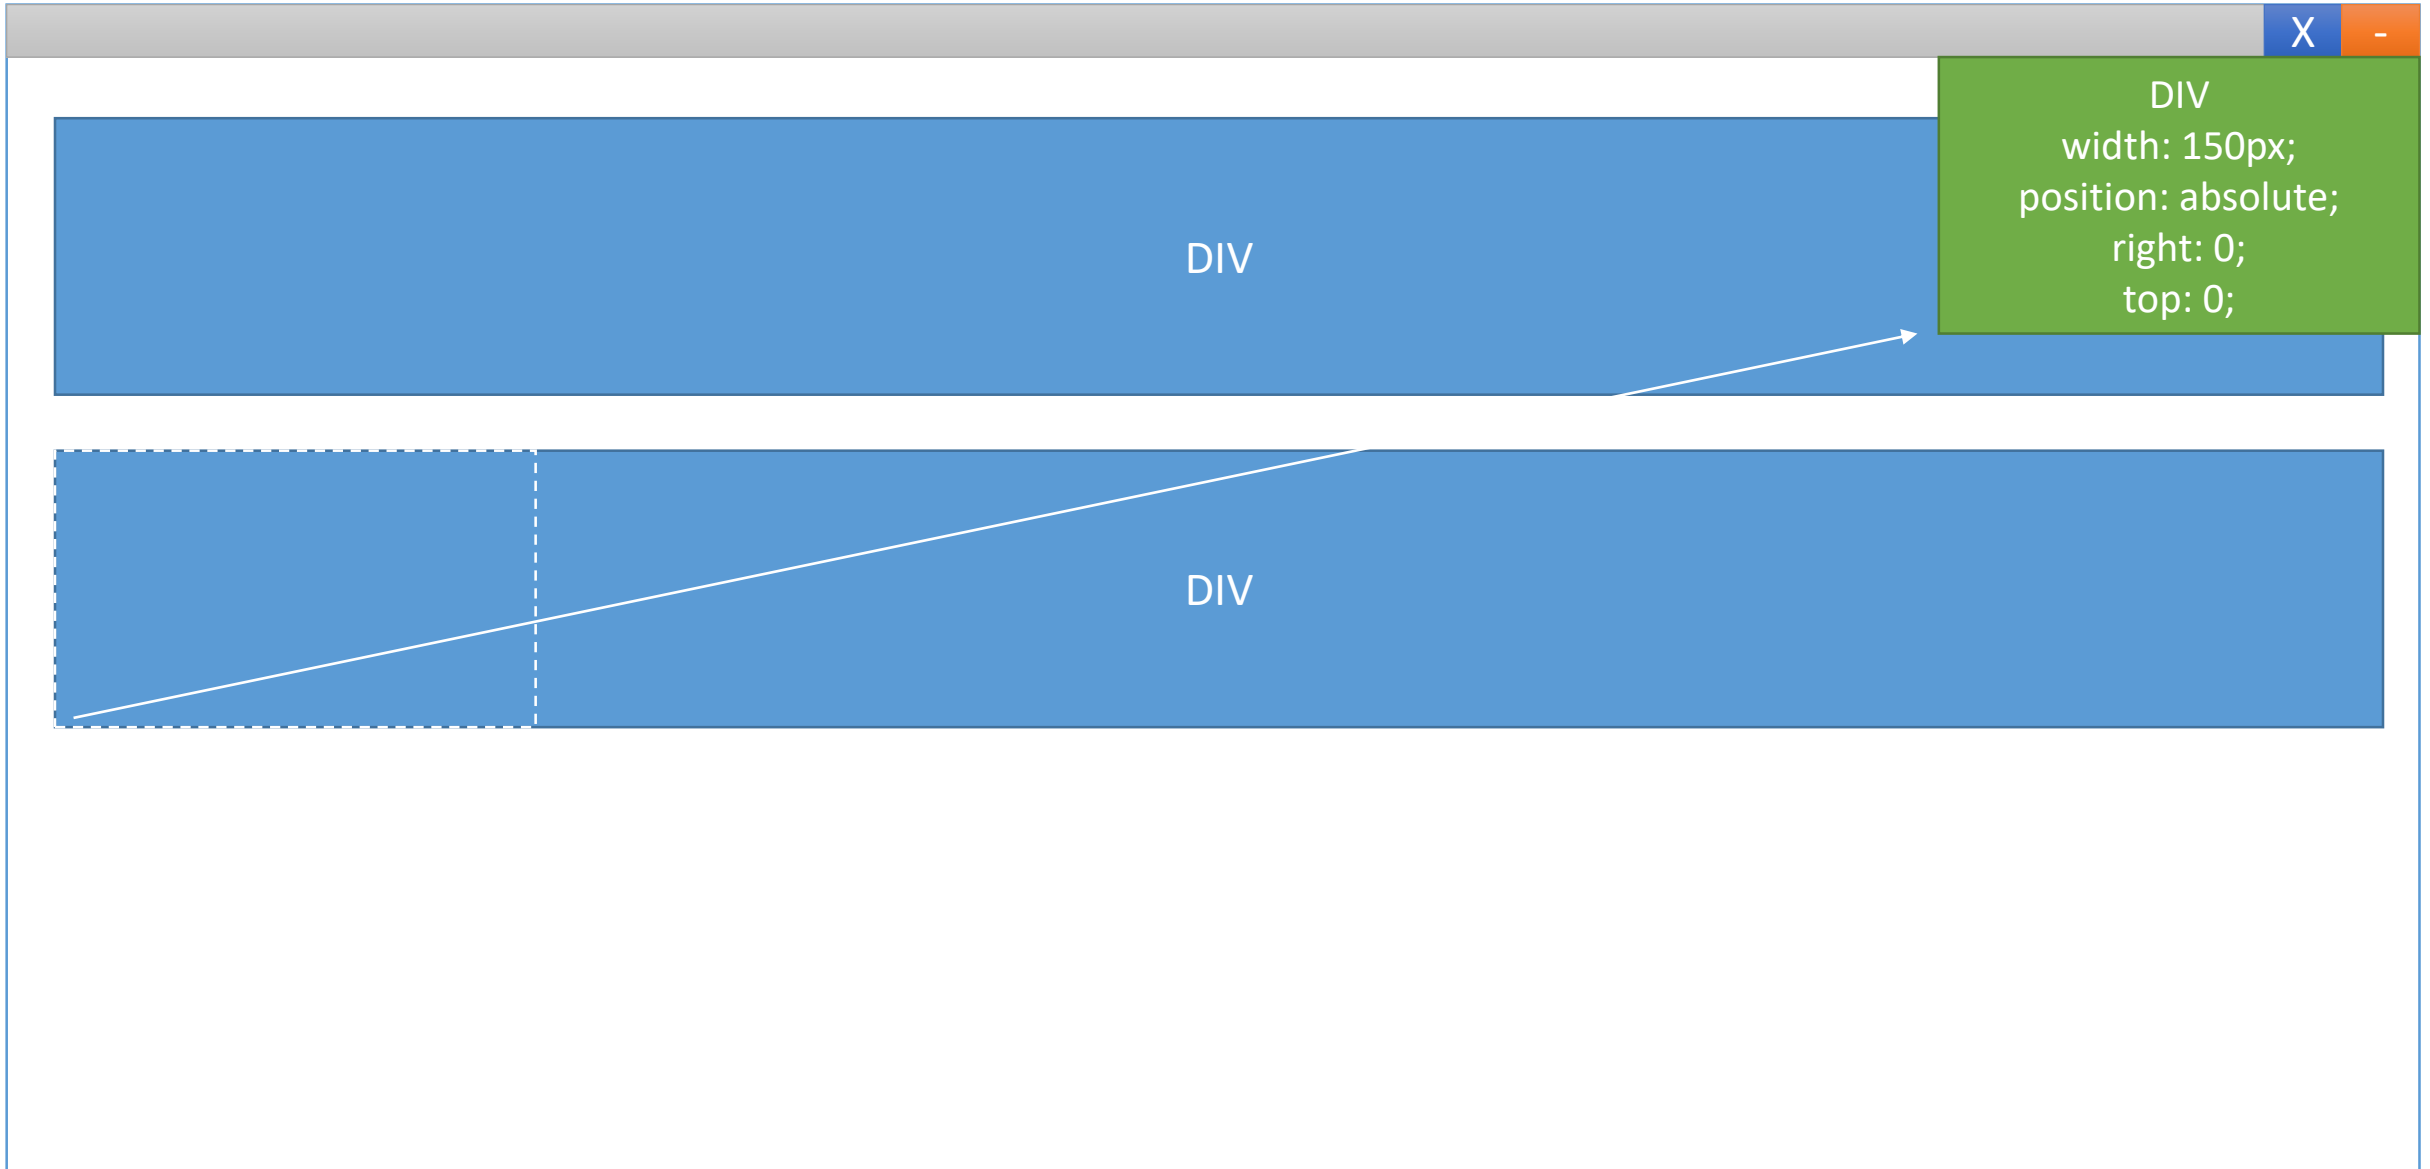 X -
DIV
width: 150px;
position: absolute;
right: 0;
top: 0;
DIV
DIV